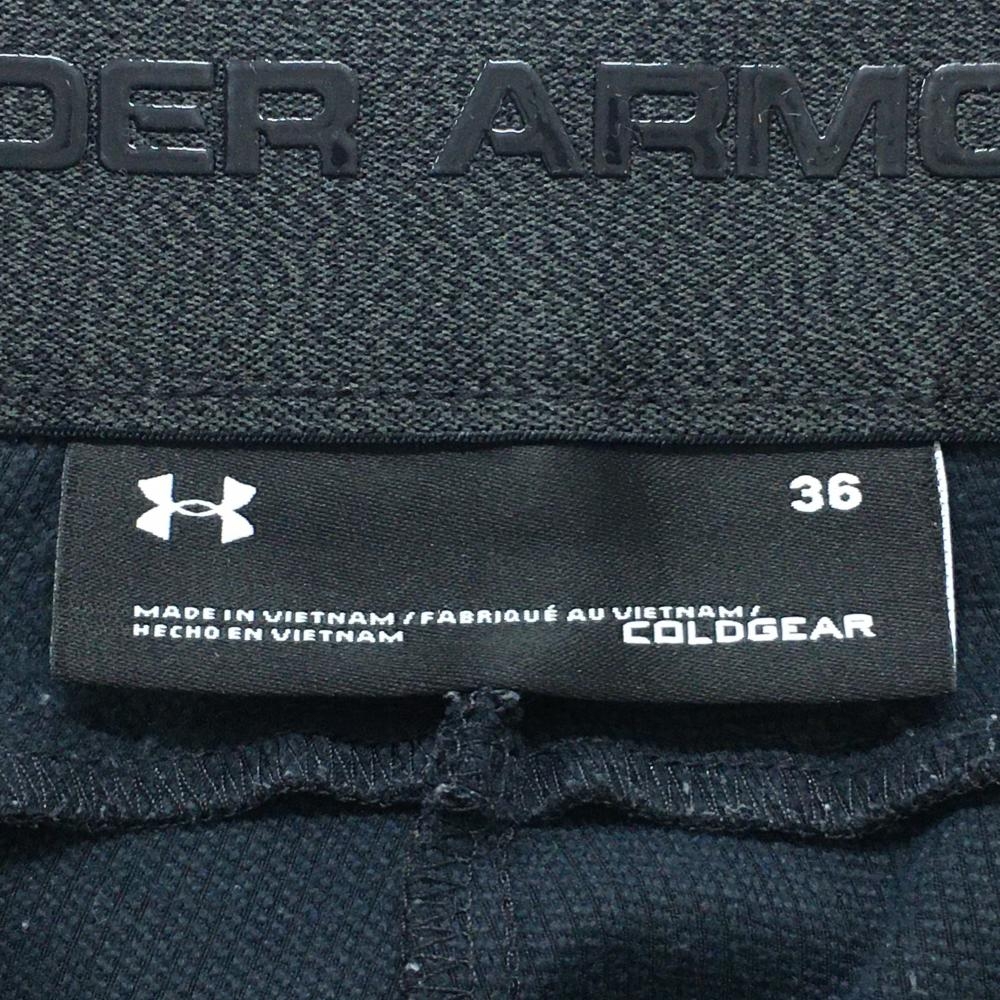 DER ARMO
36
MADE IN VIETNAM / FABRIQUÉ AU VIETNAM /
HECHO EN VIETNAM
COLDGEAR